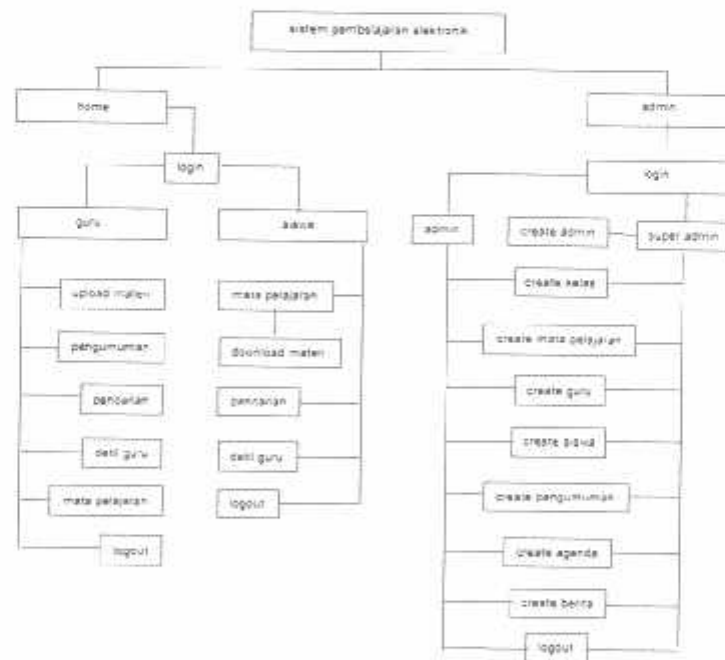 sistem pembelajaran elektronik
home
admin
login
login
guru
siswa
admin
create admin
super admin
upload materi
mata pelajaran
create kelas
pengumuman
download materi
create mata pelajaran
pencarian
pencarian
create guru
detil guru
detil guru
create siswa
mata pelajaran
logout
create pengumuman
logout
create agenda
create berita
logout